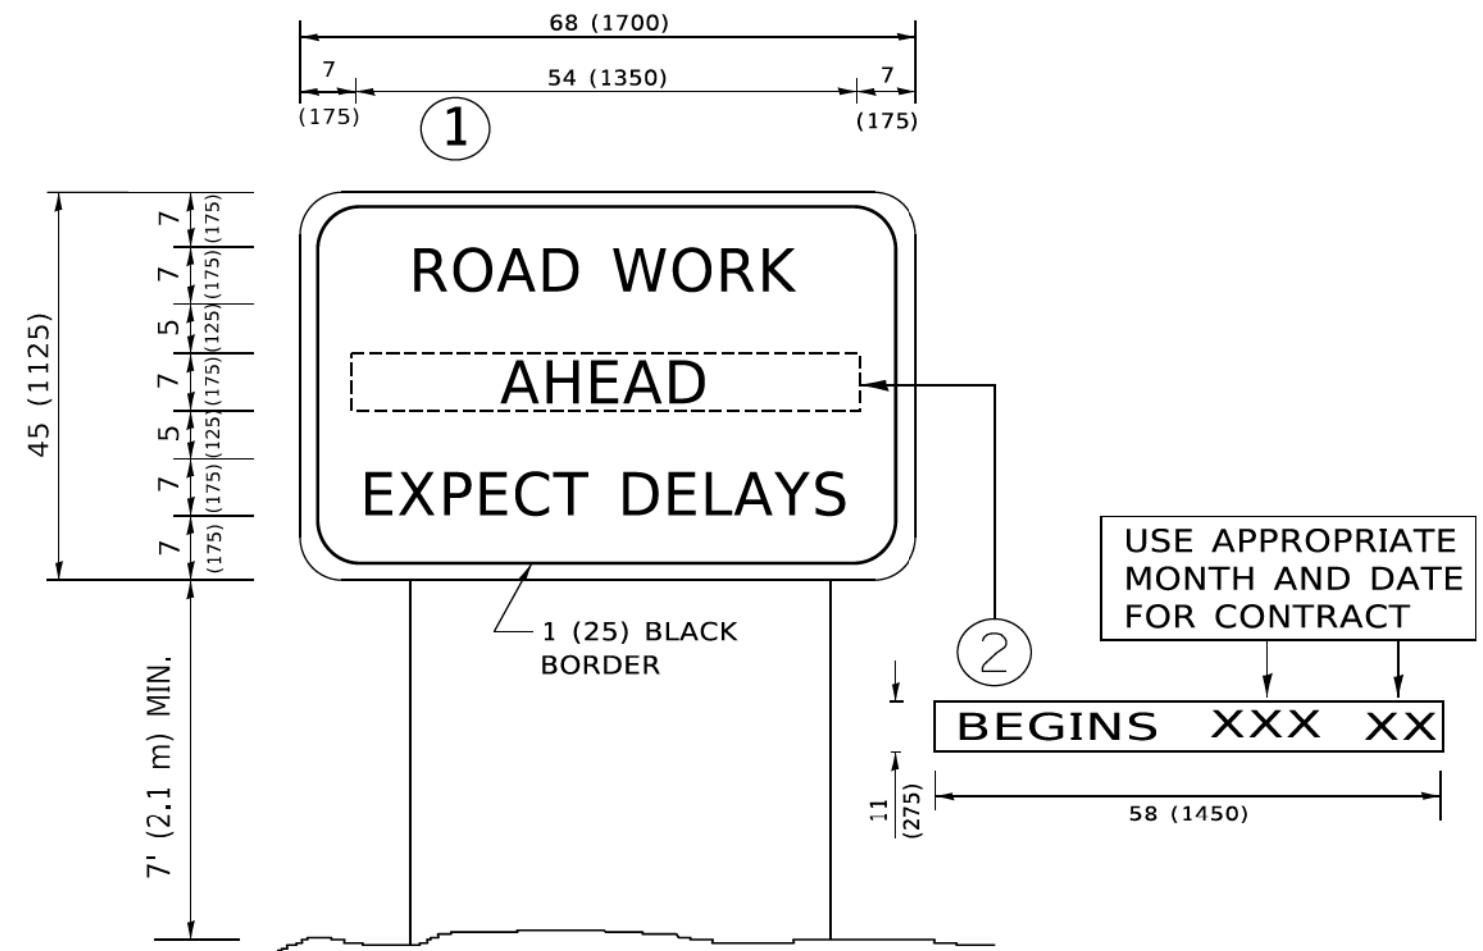 68 (1700)
7
54 (1350)
7
(175)
(175)
1
7
(175)
7
(175)
5
(125)
7
(175)
5
(125)
7
(175)
7
(175)
45 (1125)
ROAD WORK
AHEAD
EXPECT DELAYS
1 (25) BLACK
BORDER
7' (2.1 m) MIN.
2
USE APPROPRIATE
MONTH AND DATE
FOR CONTRACT
BEGINS XXX XX
11
(275)
58 (1450)